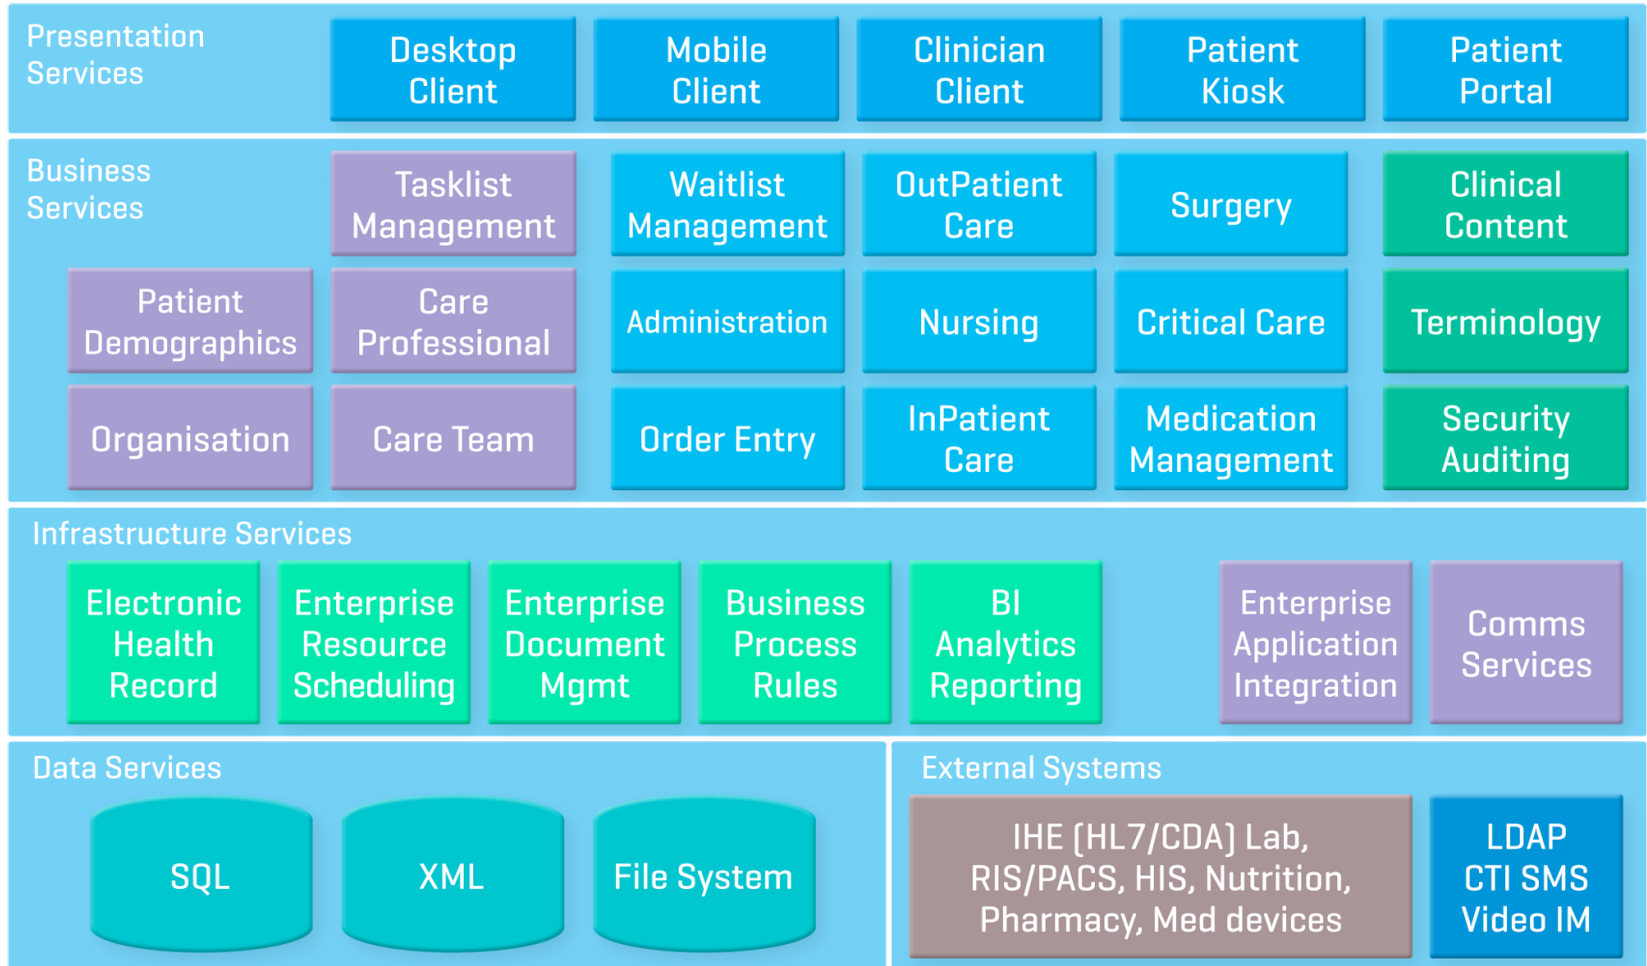 Presentation
Services
Desktop
Client
Mobile
Client
Clinician
Client
Patient
Kiosk
Patient
Portal
Business
Services
Tasklist
Management
Waitlist
Management
OutPatient
Care
Surgery
Clinical
Content
Patient
Demographics
Care
Professional
Administration
Nursing
Critical Care
Terminology
Organisation
Care Team
Order Entry
InPatient
Care
Medication
Management
Security
Auditing
Infrastructure Services
Electronic
Health
Record
Enterprise
Resource
Scheduling
Enterprise
Document
Mgmt
Business
Process
Rules
BI
Analytics
Reporting
Enterprise
Application
Integration
Comms
Services
Data Services
SQL
XML
File System
External Systems
IHE (HL7/CDA) Lab,
RIS/PACS, HIS, Nutrition,
Pharmacy, Med devices
LDAP
CTI SMS
Video IM